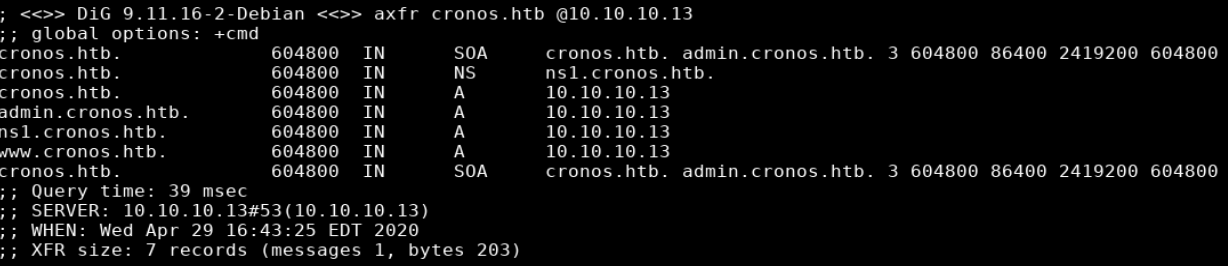 ; <<>> DiG 9.11.16-2-Debian <<>> axfr cronos.htb @10.10.10.13
;; global options: +cmd
cronos.htb. 604800 IN SOA cronos.htb. admin.cronos.htb. 3 604800 86400 2419200 604800
cronos.htb. 604800 IN NS ns1.cronos.htb.
cronos.htb. 604800 IN A 10.10.10.13
admin.cronos.htb. 604800 IN A 10.10.10.13
ns1.cronos.htb. 604800 IN A 10.10.10.13
www.cronos.htb. 604800 IN A 10.10.10.13
cronos.htb. 604800 IN SOA cronos.htb. admin.cronos.htb. 3 604800 86400 2419200 604800
;; Query time: 39 msec
;; SERVER: 10.10.10.13#53(10.10.10.13)
;; WHEN: Wed Apr 29 16:43:25 EDT 2020
;; XFR size: 7 records (messages 1, bytes 203)